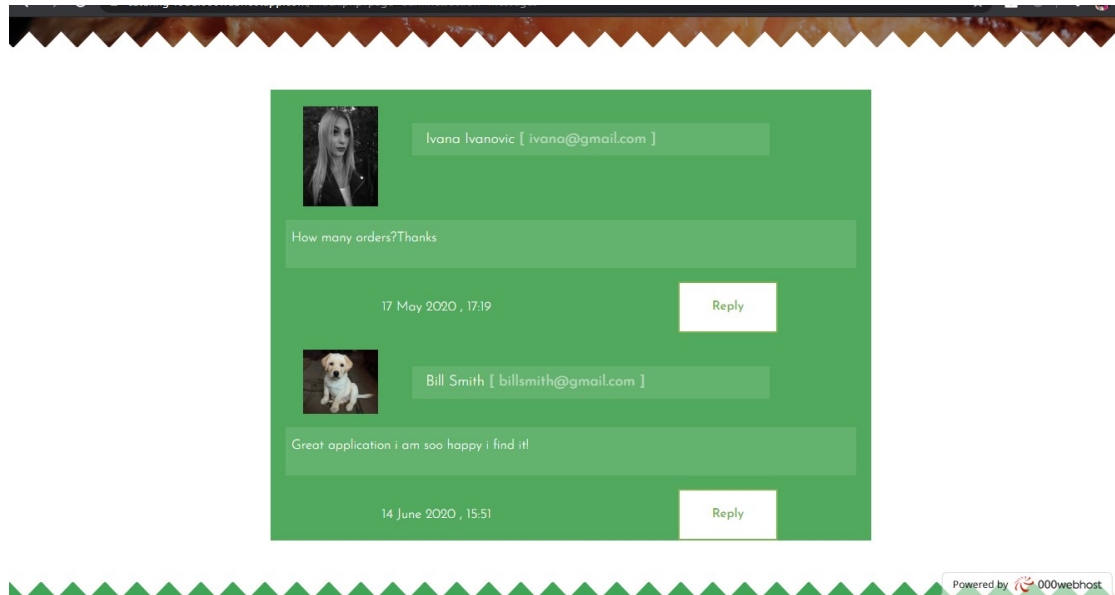 Ivana Ivanovic [ ivana@gmail.com ]
How many orders?Thanks
17 May 2020 , 17:19
Reply
Bill Smith [ billsmith@gmail.com ]
Great application i am soo happy i find it!
14 June 2020 , 15:51
Reply
Powered by 000webhost